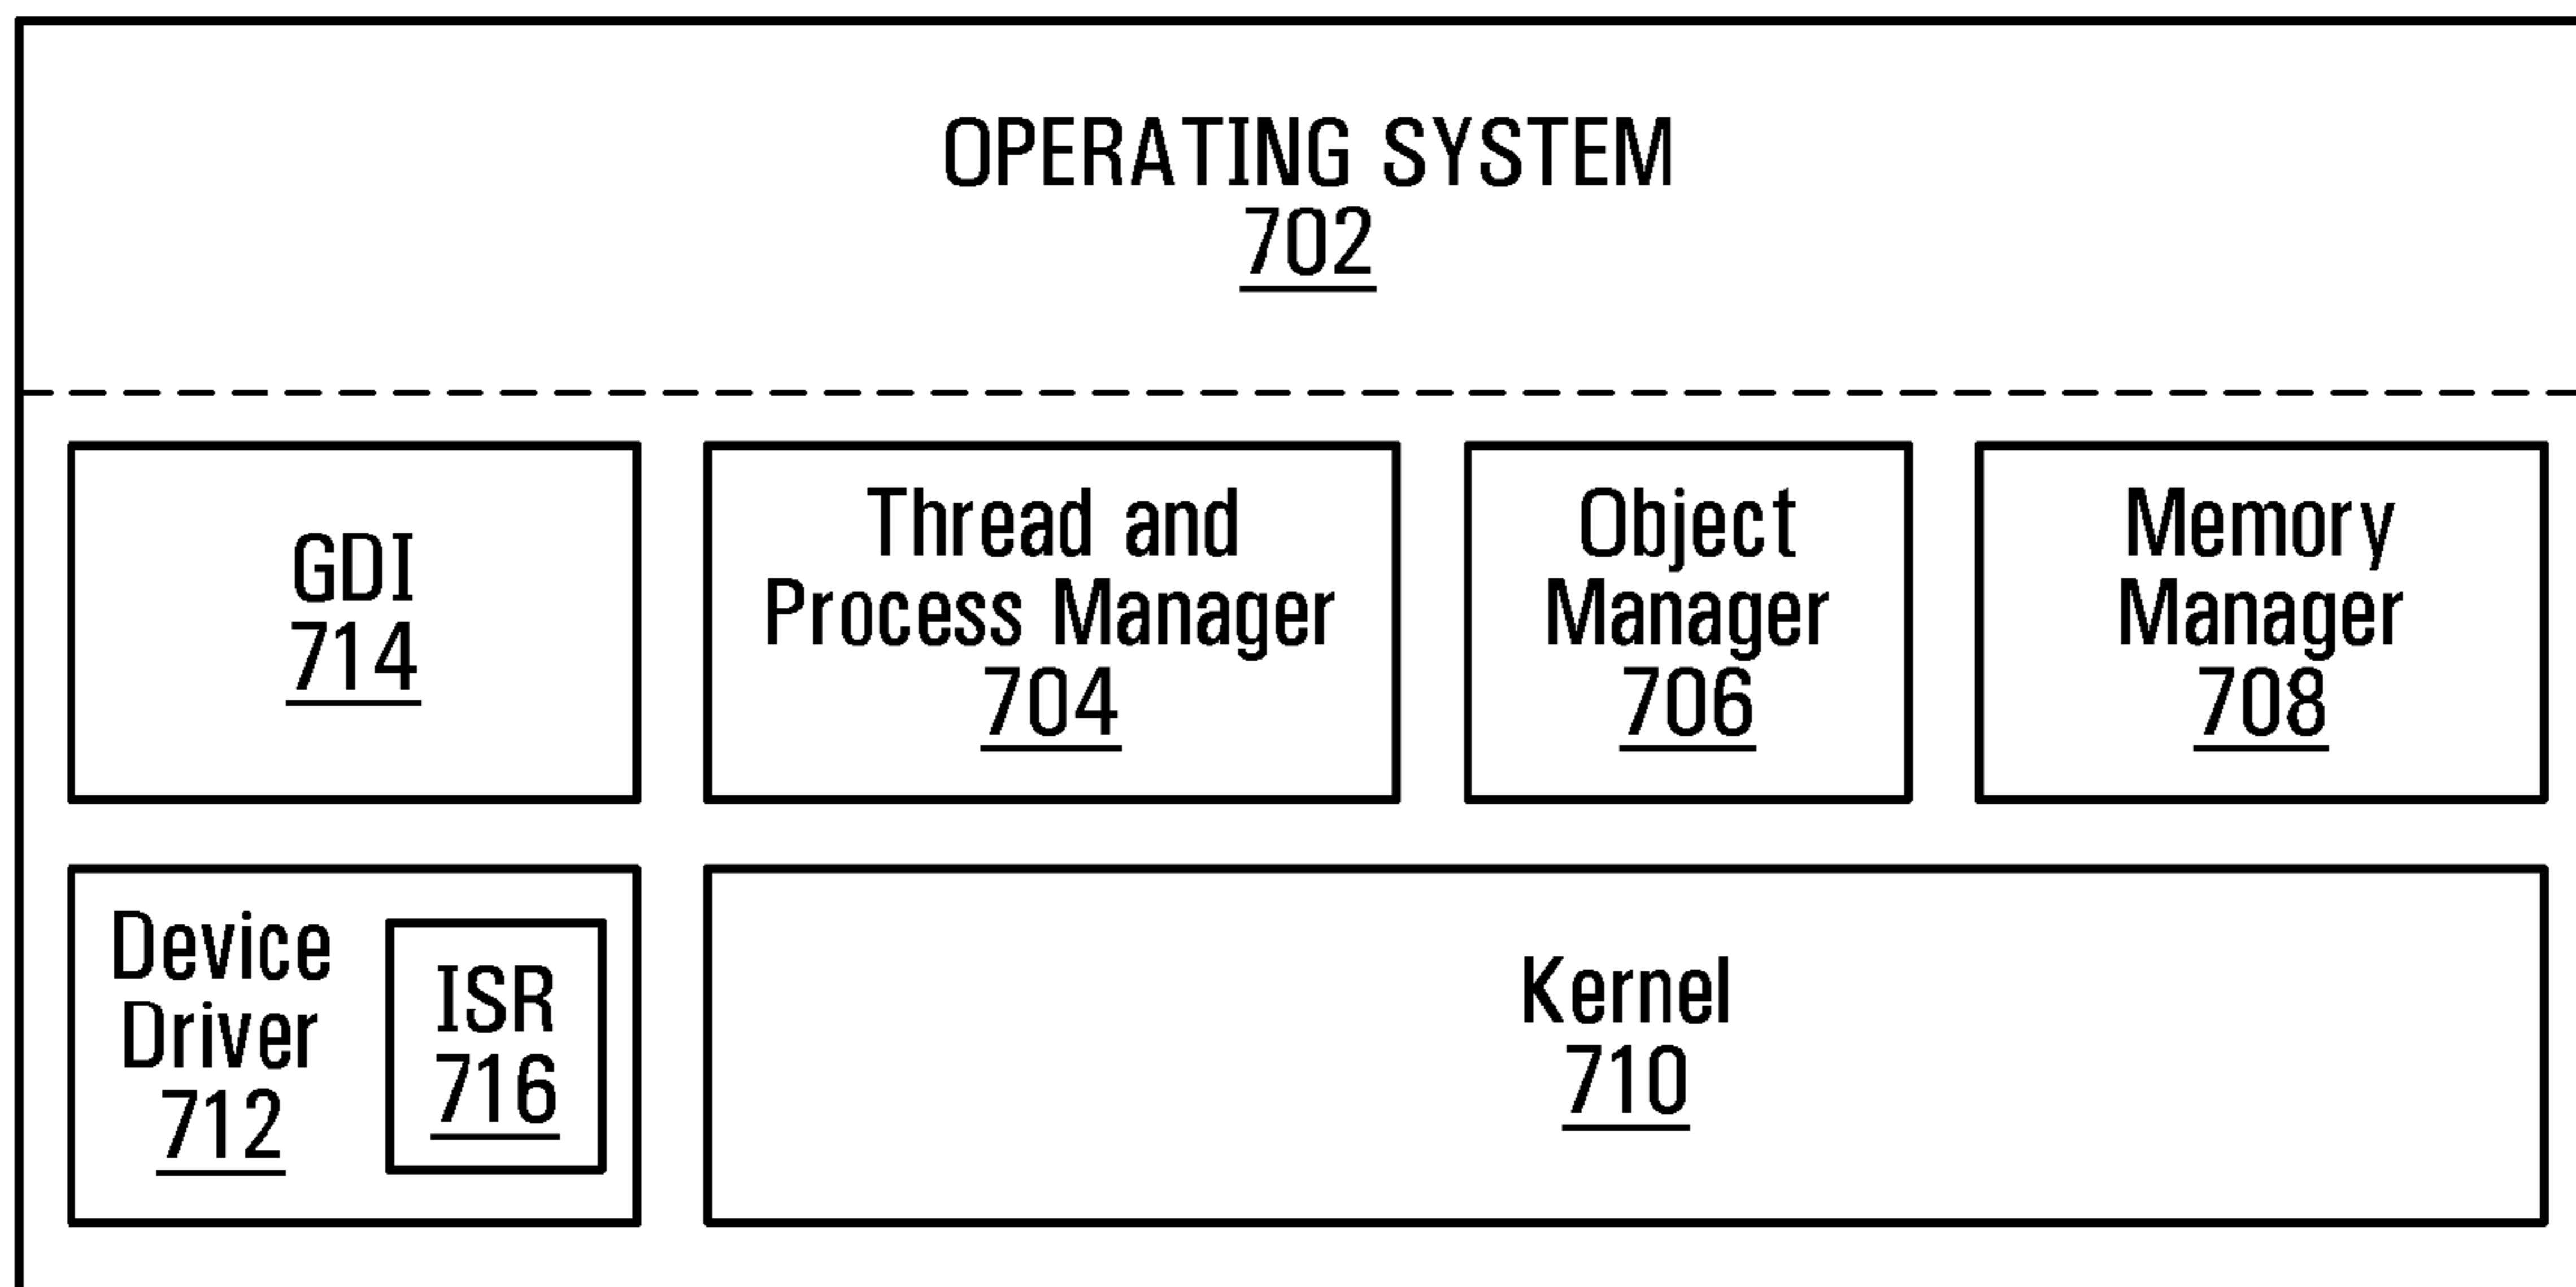 OPERATING SYSTEM
702
GDI
714
Thread and
Process Manager
704
Object
Manager
706
Memory
Manager
708
Device
Driver
712
ISR
716
Kernel
710